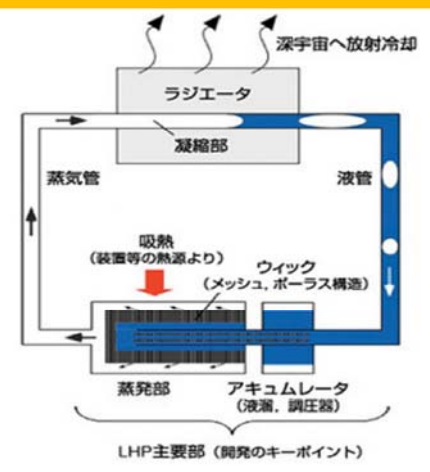 深宇宙へ放射冷却
ラジエータ
凝縮部
蒸気管
液管
吸熱
(装置等の熱源より)
ウィック
(メッシュ, ポーラス構造)
蒸発部
アキュムレータ
(液溜, 調圧器)
LHP主要部 (開発のキーポイント)